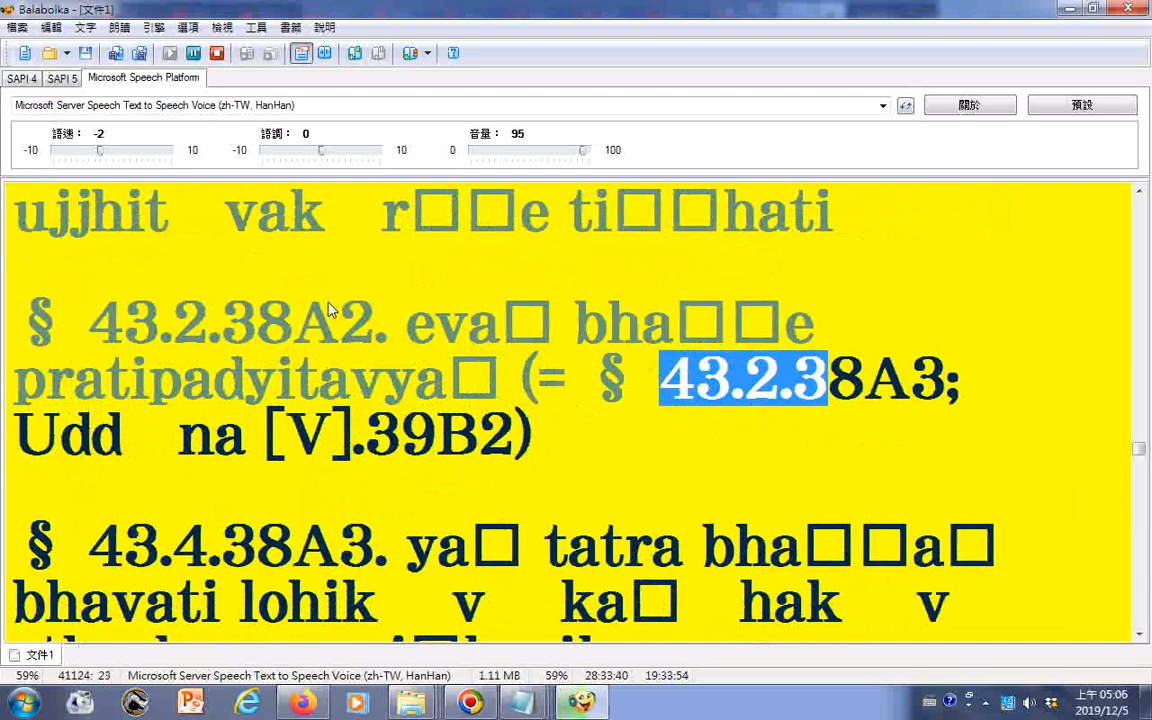 Balabolka - [文件1]
檔案 編輯 文字 朗讀 引擎 選項 檢視 工具 書籤 說明
SAPI 4 SAPI 5 Microsoft Speech Platform
Microsoft Server Speech Text to Speech Voice (zh-TW, HanHan) 關於 預設
語速： -2 語調： 0 音量： 95
-10 10 -10 10 0 100
ujjhit vak r□□e ti□□hati
§ 43.2.38A2. eva□ bha□□e
pratipadyitavya□ (= § 43.2.38A3;
Udd na [V].39B2)
§ 43.4.38A3. ya□ tatra bha□□a□
bhavati lohik v ka□ hak v
文件1
59% 41124: 23 Microsoft Server Speech Text to Speech Voice (zh-TW, HanHan) 1.11 MB 59% 28:33:40 19:33:54
上午 05:06
2019/12/5